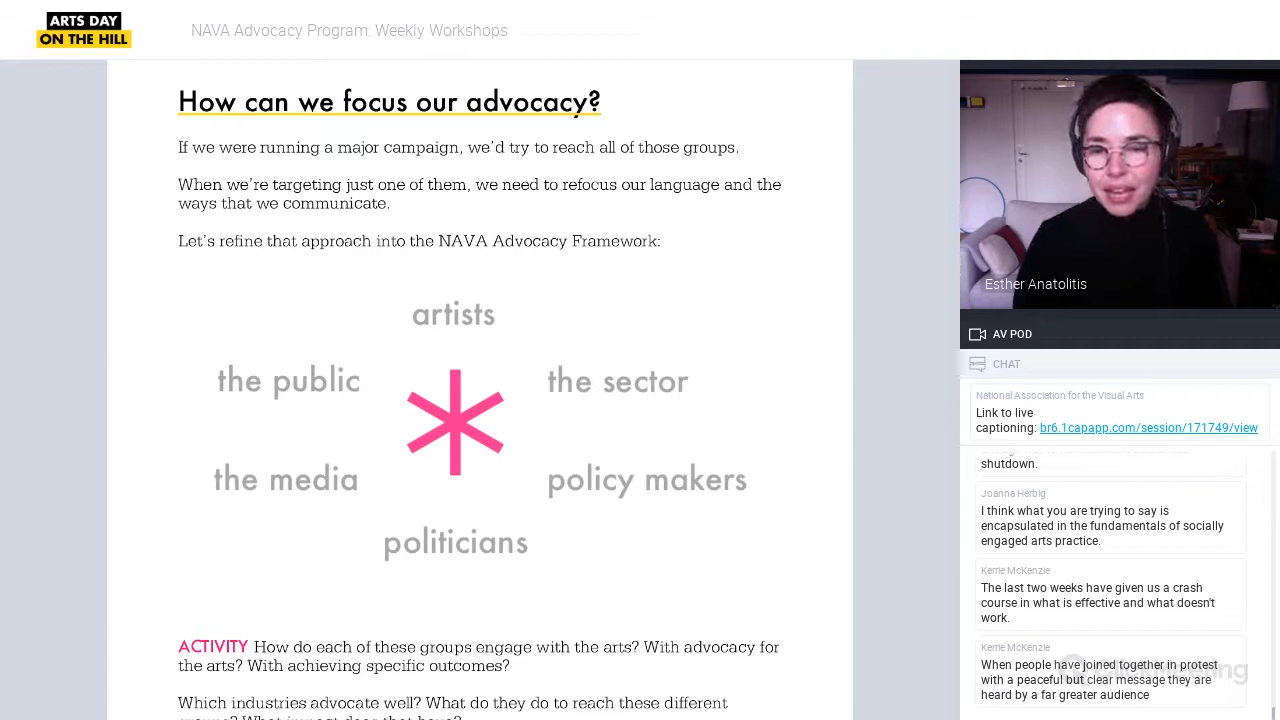 ARTS DAY
ON THE HILL
NAVA Advocacy Program: Weekly Workshops
How can we focus our advocacy?
If we were running a major campaign, we'd try to reach all of those groups.
When we're targeting just one of them, we need to refocus our language and the
ways that we communicate.
Let's refine that approach into the NAVA Advocacy Framework:
artists
the public
the sector
the media
policy makers
politicians
ACTIVITY How do each of these groups engage with the arts? With advocacy for
the arts? With achieving specific outcomes?
Which industries advocate well? What do they do to reach these different
groups? What impact does that have?
Esther Anatolitis
AV POD
CHAT
National Association for the Visual Arts
Link to live
captioning: br6.1capapp.com/session/171749/view
shutdown.
Joanna Herbig
I think what you are trying to say is
encapsulated in the fundamentals of socially
engaged arts practice.
Kerrie McKenzie
The last two weeks have given us a crash
course in what is effective and what doesn't
work.
Kerrie McKenzie
When people have joined together in protest
with a peaceful but clear message they are
heard by a far greater audience
clickmeeting